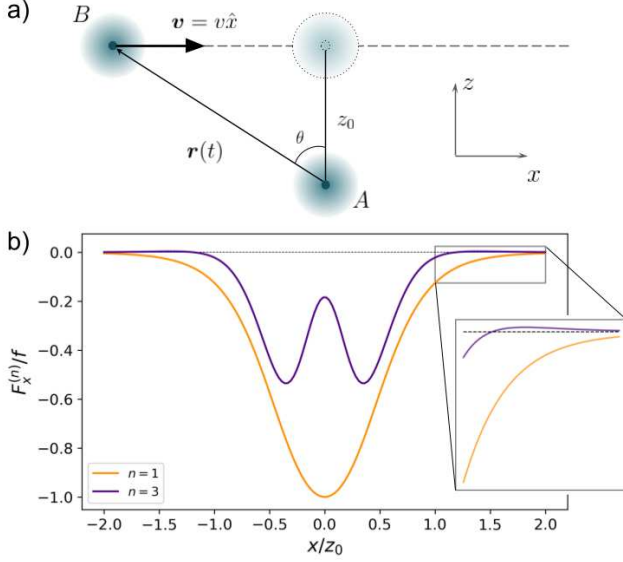 a)
B
v = vx̂
θ
z₀
r(t)
A
z
x
b)
0.0
−0.2
−0.4
−0.6
−0.8
−1.0
Fₓ⁽ⁿ⁾/f
n = 1
n = 3
−2.0 −1.5 −1.0 −0.5 0.0 0.5 1.0 1.5 2.0
x/z₀